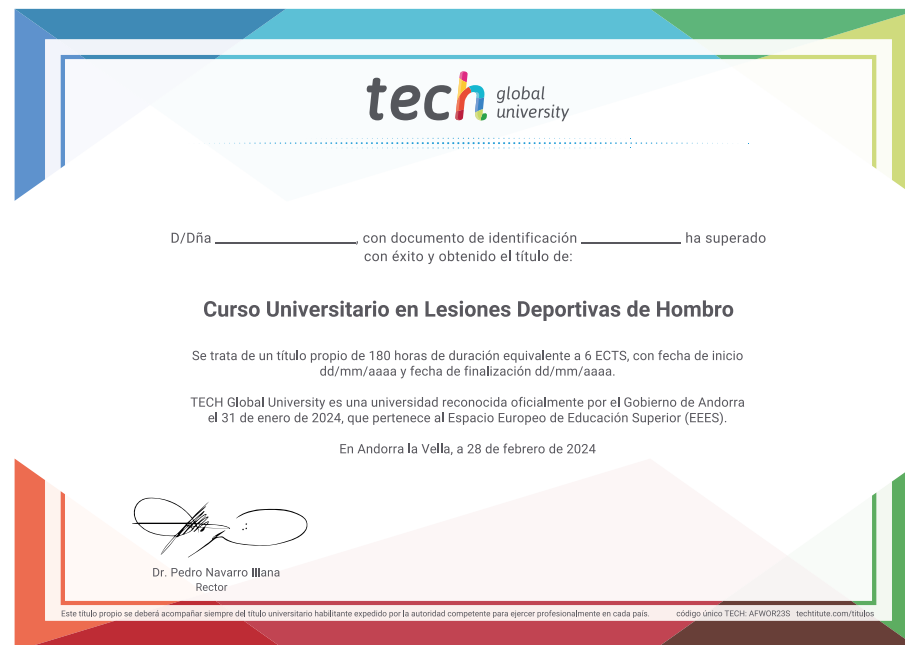 tech global university
D/Dña ____________________, con documento de identificación ______________ ha superado
con éxito y obtenido el título de:
Curso Universitario en Lesiones Deportivas de Hombro
Se trata de un título propio de 180 horas de duración equivalente a 6 ECTS, con fecha de inicio
dd/mm/aaaa y fecha de finalización dd/mm/aaaa.
TECH Global University es una universidad reconocida oficialmente por el Gobierno de Andorra
el 31 de enero de 2024, que pertenece al Espacio Europeo de Educación Superior (EEES).
En Andorra la Vella, a 28 de febrero de 2024
Dr. Pedro Navarro Illana
Rector
Este título propio se deberá acompañar siempre del título universitario habilitante expedido por la autoridad competente para ejercer profesionalmente en cada país. código único TECH: AFWOR23S techtitute.com/titulos